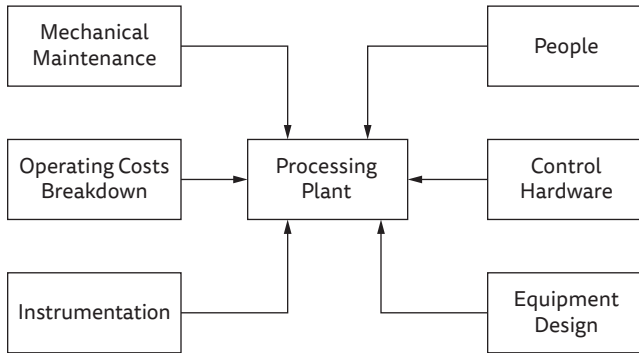 Mechanical
Maintenance
People
Operating Costs
Breakdown
Processing
Plant
Control
Hardware
Instrumentation
Equipment
Design